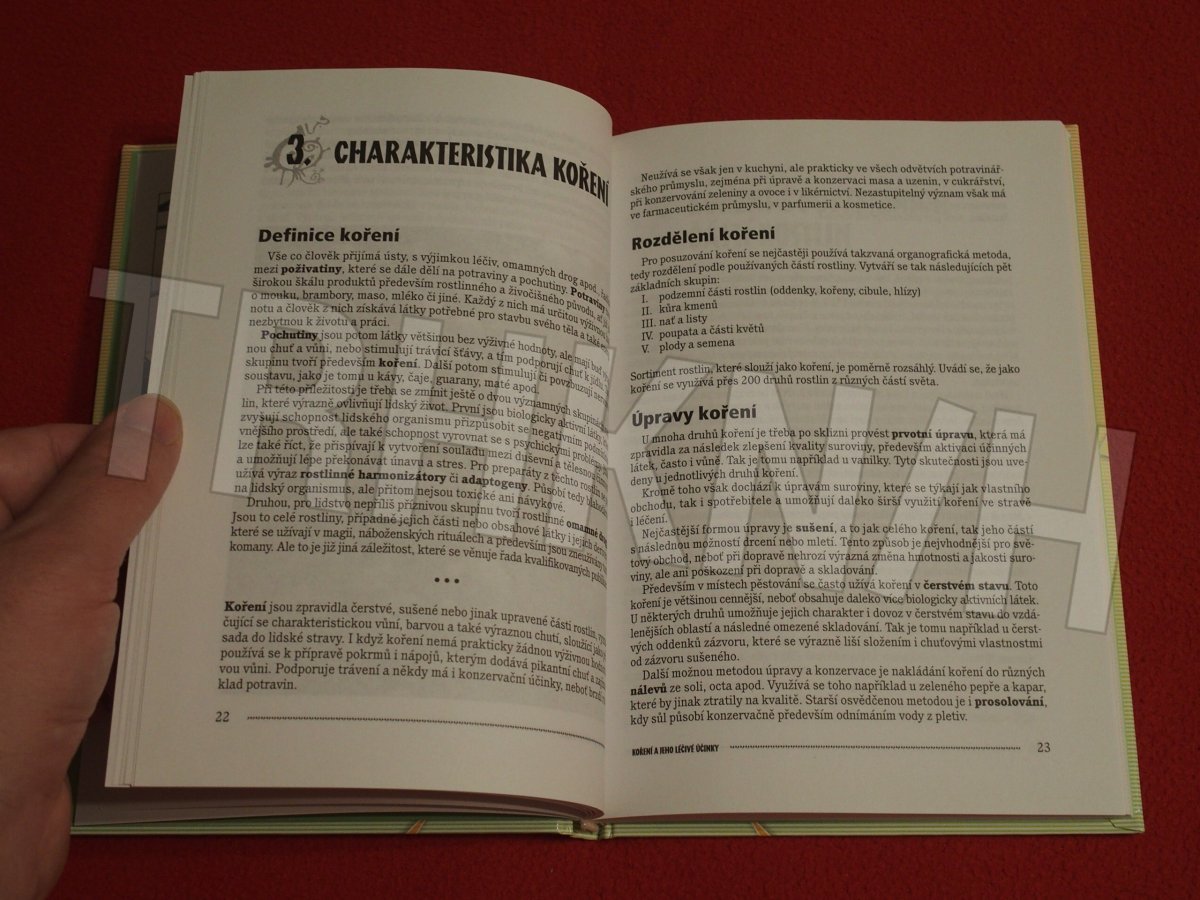 3. CHARAKTERISTIKA KOŘENÍ
Definice koření
Vše co člověk přijímá ústy, s výjimkou léčiv, omamných drog apod.
mezi poživatiny, které se dále dělí na potraviny a pochutiny. Potraviny
širokou škálu produktů především rostlinného a živočišného původu, ať
o mouku, brambory, maso, mléko či jiné. Každý z nich má určitou výživnou
notu a člověk z nich získává látky potřebné pro stavbu svého těla a také
nezbytnou k životu a práci.
Pochutiny jsou potom látky většinou bez výživné hodnoty, ale mají buď
nou chuť a vůni, nebo stimulují trávicí šťávy, a tím podporují chuť k jídlu.
skupinu tvoří především koření. Další potom stimulují či povzbuzují
soustavu, jako je tomu u kávy, čaje, guarany, maté apod.
Při této příležitosti je třeba se zmínit ještě o dvou významných skupinách
lin, které výrazně ovlivňují lidský život. První jsou biologicky aktivní látky,
zvyšují schopnost lidského organismu přizpůsobit se negativním
vnějšího prostředí, ale také schopnost vyrovnat se s psychickými
lze také říct, že přispívají k vytvoření souladu mezi duševní a tělesnou
a umožňují lépe překonávat únavu a stres. Pro preparáty z těchto rostlin se
užívá výraz rostlinné harmonizátory či adaptogeny. Působí tedy
na lidský organismus, ale přitom nejsou toxické ani návykové.
Druhou, pro lidstvo nepříliš příznivou skupinu tvoří rostlinné omamné
Jsou to celé rostliny, případně jejich části nebo obsahové látky i jejich
které se užívají v magii, náboženských rituálech a především jsou zneužívány
komany. Ale to je již jiná záležitost, které se věnuje řada kvalifikovaných
•••
Koření jsou zpravidla čerstvé, sušené nebo jinak upravené části rostlin,
čující se charakteristickou vůní, barvou a také výraznou chutí, sloužící jako
sada do lidské stravy. I když koření nemá prakticky žádnou výživnou
používá se k přípravě pokrmů i nápojů, kterým dodává pikantní chuť a
vou vůni. Podporuje trávení a někdy má i konzervační účinky, neboť brzdí
klad potravin.
22
Neužívá se však jen v kuchyni, ale prakticky ve všech odvětvích potravinář-
ského průmyslu, zejména při úpravě a konzervaci masa a uzenin, v cukrářství,
při konzervování zeleniny a ovoce i v likérnictví. Nezastupitelný význam však má
ve farmaceutickém průmyslu, v parfumerii a kosmetice.
Rozdělení koření
Pro posuzování koření se nejčastěji používá takzvaná organografická metoda,
tedy rozdělení podle používaných částí rostliny. Vytváří se tak následujících pět
základních skupin:
I. podzemní části rostlin (oddenky, kořeny, cibule, hlízy)
II. kůra kmenů
III. nať a listy
IV. poupata a části květů
V. plody a semena
Sortiment rostlin, které slouží jako koření, je poměrně rozsáhlý. Uvádí se, že jako
koření se využívá přes 200 druhů rostlin z různých částí světa.
Úpravy koření
U mnoha druhů koření je třeba po sklizni provést prvotní úpravu, která má
zpravidla za následek zlepšení kvality suroviny, především aktivaci účinných
látek, často i vůně. Tak je tomu například u vanilky. Tyto skutečnosti jsou uve-
deny u jednotlivých druhů koření.
Kromě toho však dochází k úpravám suroviny, které se týkají jak vlastního
obchodu, tak i spotřebitele a umožňují daleko širší využití koření ve stravě
i léčení.
Nejčastější formou úpravy je sušení, a to jak celého koření, tak jeho částí
s následnou možností drcení nebo mletí. Tento způsob je nejvhodnější pro svě-
tový obchod, neboť při dopravě nehrozí výrazná změna hmotnosti a jakosti suro-
viny, ale ani poškození při dopravě a skladování.
Především v místech pěstování se často užívá koření v čerstvém stavu. Toto
koření je většinou cennější, neboť obsahuje daleko více biologicky aktivních látek.
U některých druhů umožňuje jejich charakter i dovoz v čerstvém stavu do vzdá-
lenějších oblastí a následné omezené skladování. Tak je tomu například u čerst-
vých oddenků zázvoru, které se výrazně liší složením i chuťovými vlastnostmi
od zázvoru sušeného.
Další možnou metodou úpravy a konzervace je nakládání koření do různých
nálevů ze soli, octa apod. Využívá se toho například u zeleného pepře a kapar,
které by jinak ztratily na kvalitě. Starší osvědčenou metodou je i prosolování,
kdy sůl působí konzervačně především odnímáním vody z pletiv.
KOŘENÍ A JEHO LÉČIVÉ ÚČINKY
23